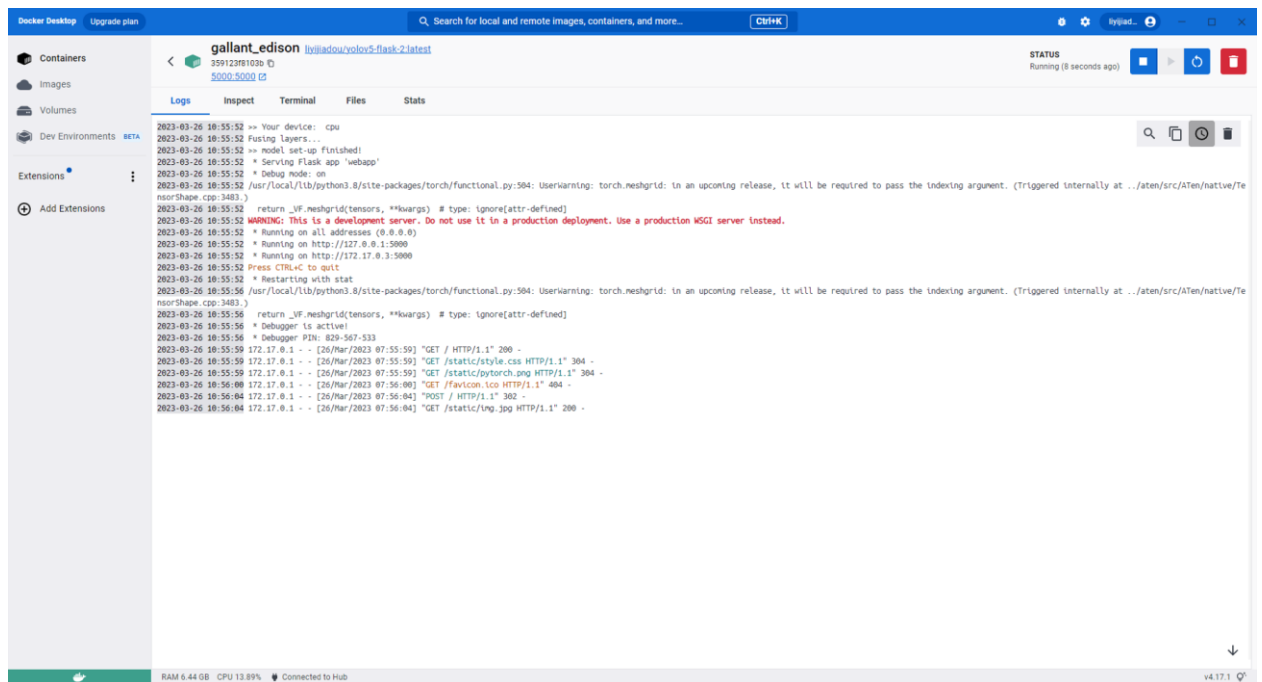 Docker Desktop Upgrade plan Search for local and remote images, containers, and more... Ctrl+K liyijiad...
Containers
Images
Volumes
Dev Environments BETA
Extensions
Add Extensions
gallant_edison liyijiadou/yolov5-flask-2:latest
359123f8103b
5000:5000
STATUS
Running (8 seconds ago)
Logs Inspect Terminal Files Stats
2023-03-26 10:55:52 >> Your device: cpu
2023-03-26 10:55:52 Fusing layers...
2023-03-26 10:55:52 >> model set-up finished!
2023-03-26 10:55:52 * Serving Flask app 'webapp'
2023-03-26 10:55:52 * Debug mode: on
2023-03-26 10:55:52 /usr/local/lib/python3.8/site-packages/torch/functional.py:504: UserWarning: torch.meshgrid: in an upcoming release, it will be required to pass the indexing argument. (Triggered internally at ../aten/src/ATen/native/Te
nsorShape.cpp:3483.)
2023-03-26 10:55:52 return _VF.meshgrid(tensors, **kwargs) # type: ignore[attr-defined]
2023-03-26 10:55:52 WARNING: This is a development server. Do not use it in a production deployment. Use a production WSGI server instead.
2023-03-26 10:55:52 * Running on all addresses (0.0.0.0)
2023-03-26 10:55:52 * Running on http://127.0.0.1:5000
2023-03-26 10:55:52 * Running on http://172.17.0.3:5000
2023-03-26 10:55:52 Press CTRL+C to quit
2023-03-26 10:55:52 * Restarting with stat
2023-03-26 10:55:56 /usr/local/lib/python3.8/site-packages/torch/functional.py:504: UserWarning: torch.meshgrid: in an upcoming release, it will be required to pass the indexing argument. (Triggered internally at ../aten/src/ATen/native/Te
nsorShape.cpp:3483.)
2023-03-26 10:55:56 return _VF.meshgrid(tensors, **kwargs) # type: ignore[attr-defined]
2023-03-26 10:55:56 * Debugger is active!
2023-03-26 10:55:56 * Debugger PIN: 829-567-533
2023-03-26 10:55:59 172.17.0.1 - - [26/Mar/2023 07:55:59] "GET / HTTP/1.1" 200 -
2023-03-26 10:55:59 172.17.0.1 - - [26/Mar/2023 07:55:59] "GET /static/style.css HTTP/1.1" 304 -
2023-03-26 10:55:59 172.17.0.1 - - [26/Mar/2023 07:55:59] "GET /static/pytorch.png HTTP/1.1" 304 -
2023-03-26 10:56:00 172.17.0.1 - - [26/Mar/2023 07:56:00] "GET /favicon.ico HTTP/1.1" 404 -
2023-03-26 10:56:04 172.17.0.1 - - [26/Mar/2023 07:56:04] "POST / HTTP/1.1" 302 -
2023-03-26 10:56:04 172.17.0.1 - - [26/Mar/2023 07:56:04] "GET /static/img.jpg HTTP/1.1" 200 -
RAM 6.44 GB CPU 13.89% Connected to Hub v4.17.1